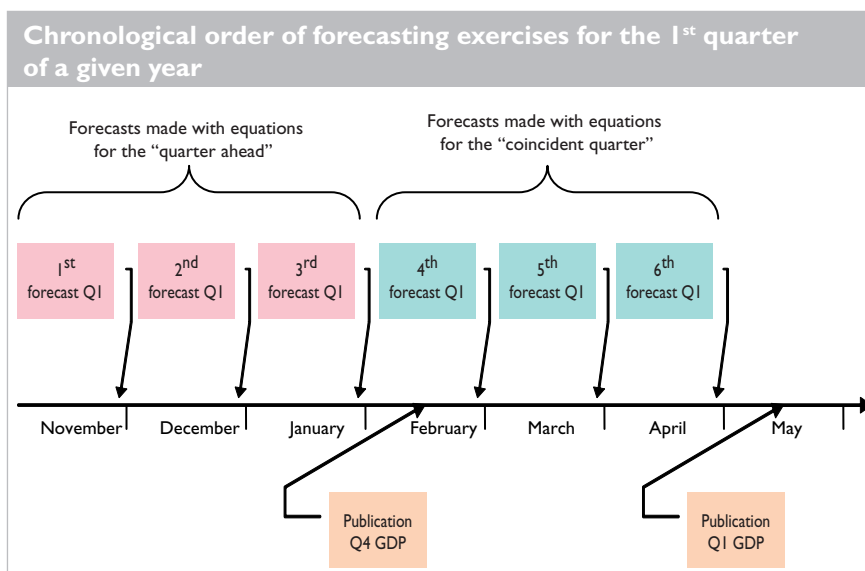 Chronological order of forecasting exercises for the 1st quarter
of a given year
Forecasts made with equations
for the “quarter ahead”
Forecasts made with equations
for the “coincident quarter”
1st
forecast Q1
2nd
forecast Q1
3rd
forecast Q1
4th
forecast Q1
5th
forecast Q1
6th
forecast Q1
November
December
January
February
March
April
May
Publication
Q4 GDP
Publication
Q1 GDP